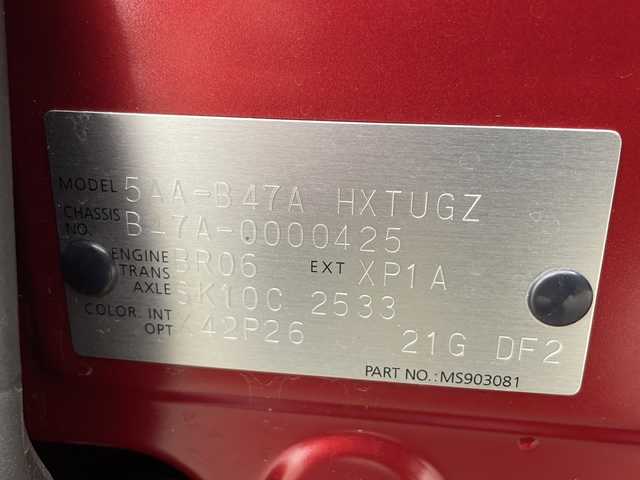 MODEL 5AA-B47A HXTUGZ
CHASSIS NO. B47A-0000425
ENGINE BR06 EXT XP1A
TRANS AXLE SK10C 2533
COLOR. INT
OPT K42P26 21G DF2
PART NO.:MS903081